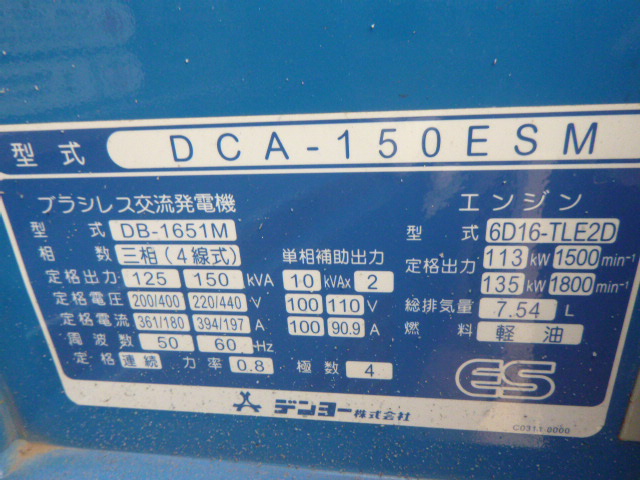 型式 DCA-150ESM
ブラシレス交流発電機
型式 DB-1651M
相数 三相(4線式)
定格出力 125 150 kVA
定格電圧 200/400 220/440 V
定格電流 361/180 394/197 A
周波数 50 60 Hz
定格 連続 力率 0.8 極数 4
単相補助出力
10 kVA× 2
100 110 V
100 90.9 A
エンジン
型式 6D16-TLE2D
定格出力 113 kW 1500 min⁻¹
135 kW 1800 min⁻¹
総排気量 7.54 L
燃料 軽油
ES
デンヨー株式会社